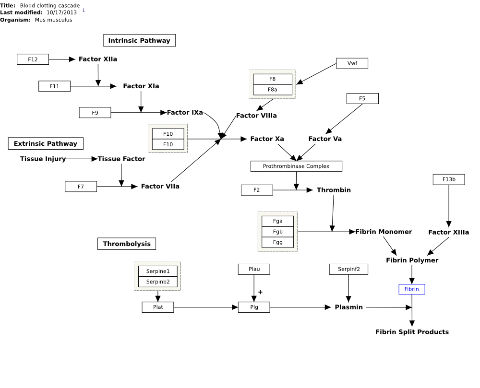 Title: Blood clotting cascade
Last modified: 10/17/2013
Organism: Mus musculus
Intrinsic Pathway
F12
Factor XIIa
Vwf
F8
F8a
F11
Factor XIa
F5
F9
Factor IXa
Factor VIIIa
F10
F10
Factor Xa
Factor Va
Extrinsic Pathway
Tissue Injury
Tissue Factor
Prothrombinase Complex
F7
Factor VIIa
F2
Thrombin
F13b
Fga
Fgb
Fgg
Fibrin Monomer
Factor XIIIa
Thrombolysis
Fibrin Polymer
Serpine1
Serpinb2
Plau
Serpinf2
Fibrin
+
Plat
Plg
Plasmin
Fibrin Split Products